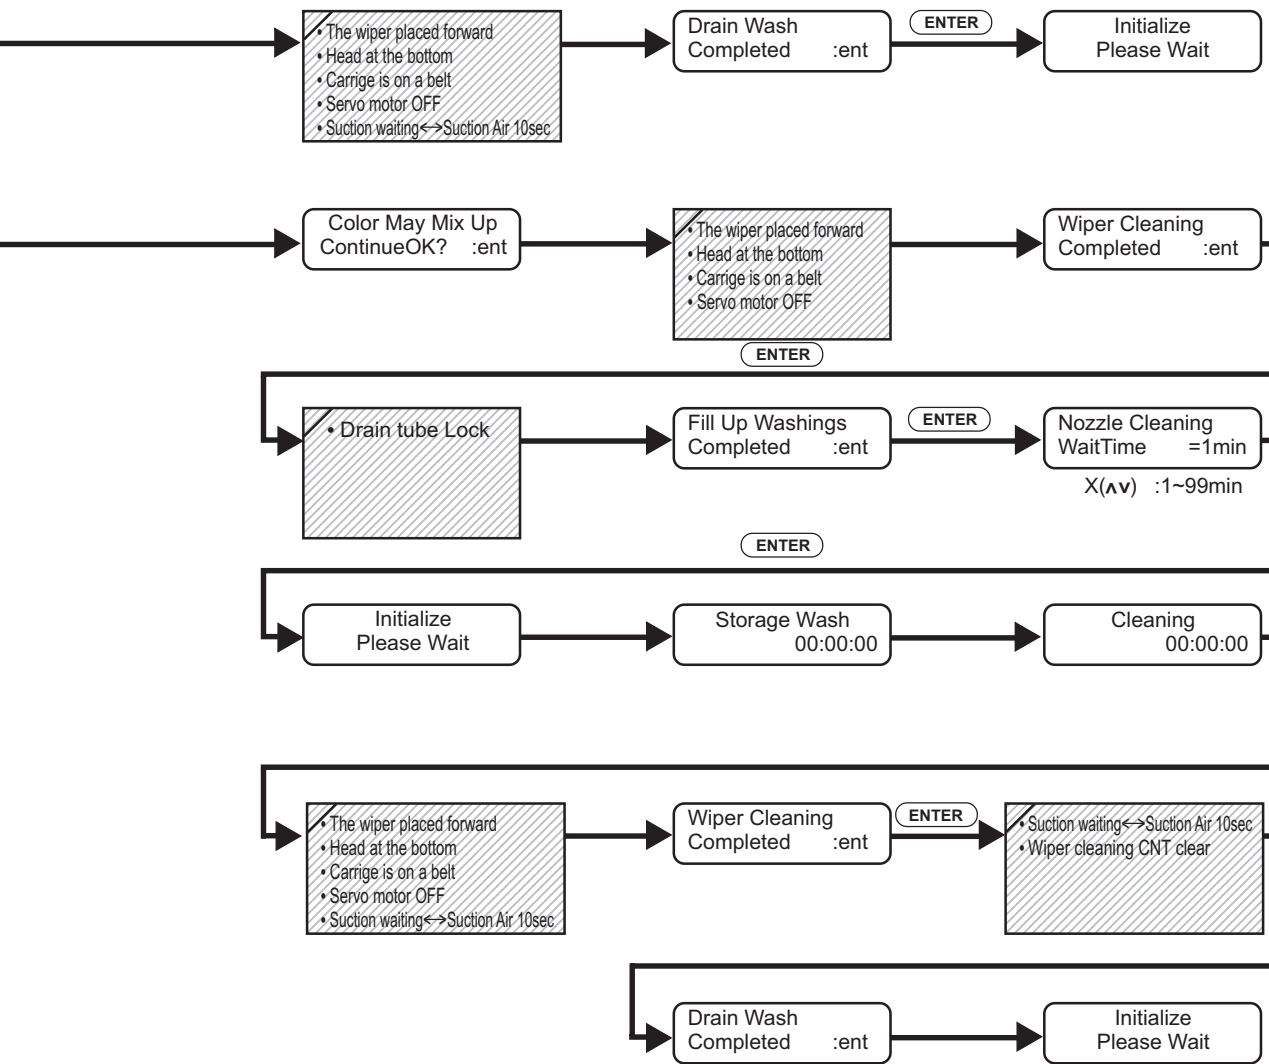 • The wiper placed forward
• Head at the bottom
• Carrige is on a belt
• Servo motor OFF
• Suction waiting↔Suction Air 10sec
Drain Wash
Completed :ent
ENTER
Initialize
Please Wait
Color May Mix Up
ContinueOK? :ent
• The wiper placed forward
• Head at the bottom
• Carrige is on a belt
• Servo motor OFF
Wiper Cleaning
Completed :ent
ENTER
• Drain tube Lock
Fill Up Washings
Completed :ent
ENTER
Nozzle Cleaning
WaitTime =1min
X(∧∨) :1~99min
ENTER
Initialize
Please Wait
Storage Wash
00:00:00
Cleaning
00:00:00
• The wiper placed forward
• Head at the bottom
• Carrige is on a belt
• Servo motor OFF
• Suction waiting↔Suction Air 10sec
Wiper Cleaning
Completed :ent
ENTER
• Suction waiting↔Suction Air 10sec
• Wiper cleaning CNT clear
Drain Wash
Completed :ent
Initialize
Please Wait